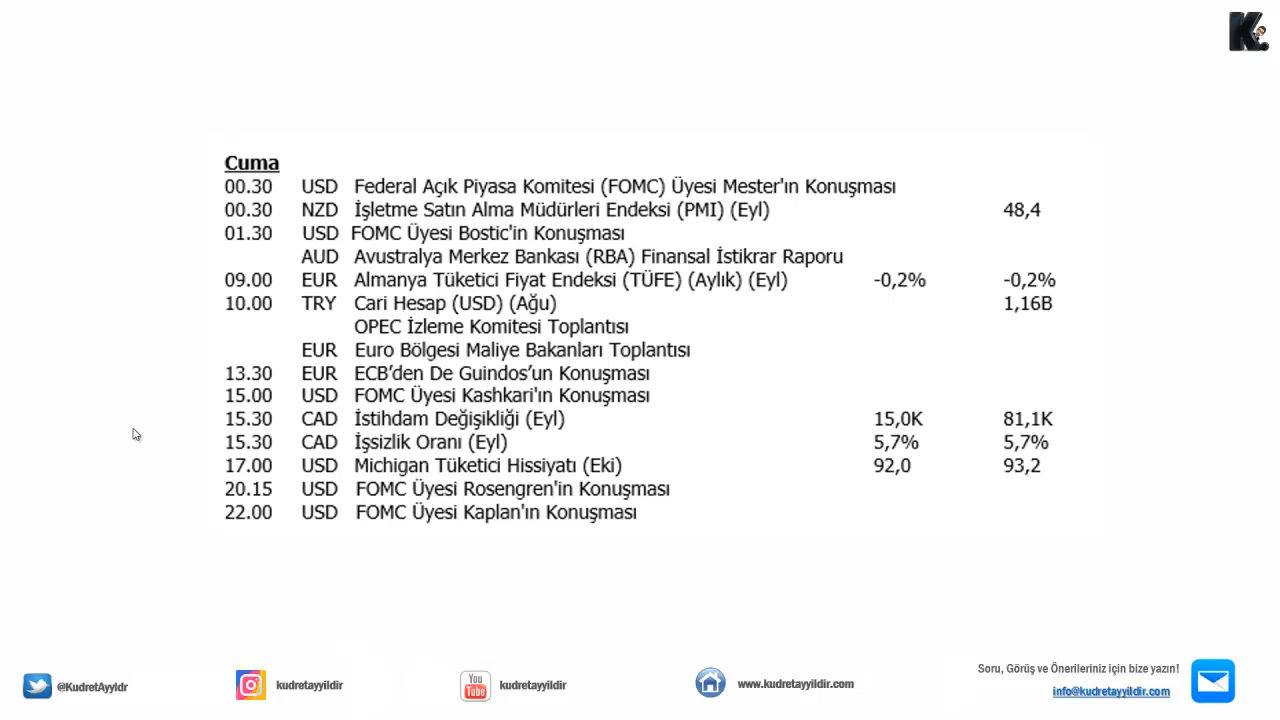 Cuma
00.30 USD Federal Açık Piyasa Komitesi (FOMC) Üyesi Mester'ın Konuşması
00.30 NZD İşletme Satın Alma Müdürleri Endeksi (PMI) (Eyl) 48,4
01.30 USD FOMC Üyesi Bostic'in Konuşması
AUD Avustralya Merkez Bankası (RBA) Finansal İstikrar Raporu
09.00 EUR Almanya Tüketici Fiyat Endeksi (TÜFE) (Aylık) (Eyl) -0,2% -0,2%
10.00 TRY Cari Hesap (USD) (Ağu) 1,16B
OPEC İzleme Komitesi Toplantısı
EUR Euro Bölgesi Maliye Bakanları Toplantısı
13.30 EUR ECB’den De Guindos’un Konuşması
15.00 USD FOMC Üyesi Kashkari'ın Konuşması
15.30 CAD İstihdam Değişikliği (Eyl) 15,0K 81,1K
15.30 CAD İşsizlik Oranı (Eyl) 5,7% 5,7%
17.00 USD Michigan Tüketici Hissiyatı (Eki) 92,0 93,2
20.15 USD FOMC Üyesi Rosengren'in Konuşması
22.00 USD FOMC Üyesi Kaplan'ın Konuşması
Soru, Görüş ve Önerileriniz için bize yazın!
@KudretAyyldr kudretayyildir You Tube kudretayyildir www.kudretayyildir.com info@kudretayyildir.com